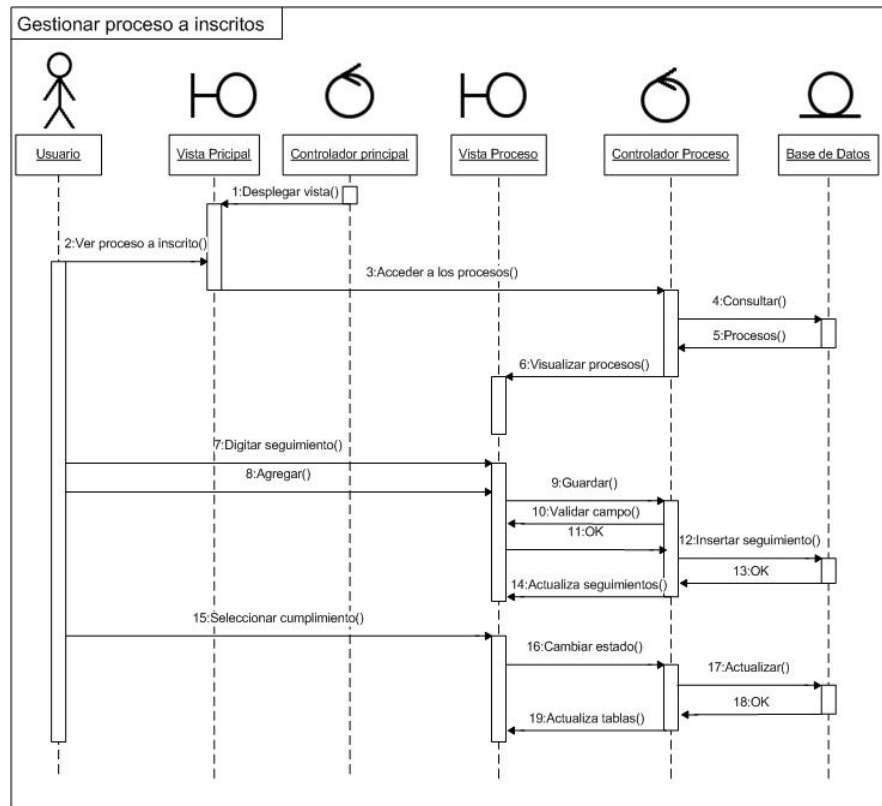 Gestionar proceso a inscritos
Usuario
Vista Pricipal
Controlador principal
Vista Proceso
Controlador Proceso
Base de Datos
1:Desplegar vista()
2:Ver proceso a inscrito()
3:Acceder a los procesos()
4:Consultar()
5:Procesos()
6:Visualizar procesos()
7:Digitar seguimiento()
8:Agregar()
9:Guardar()
10:Validar campo()
11:OK
12:Insertar seguimiento()
13:OK
14:Actualiza seguimientos()
15:Seleccionar cumplimiento()
16:Cambiar estado()
17:Actualizar()
18:OK
19:Actualiza tablas()